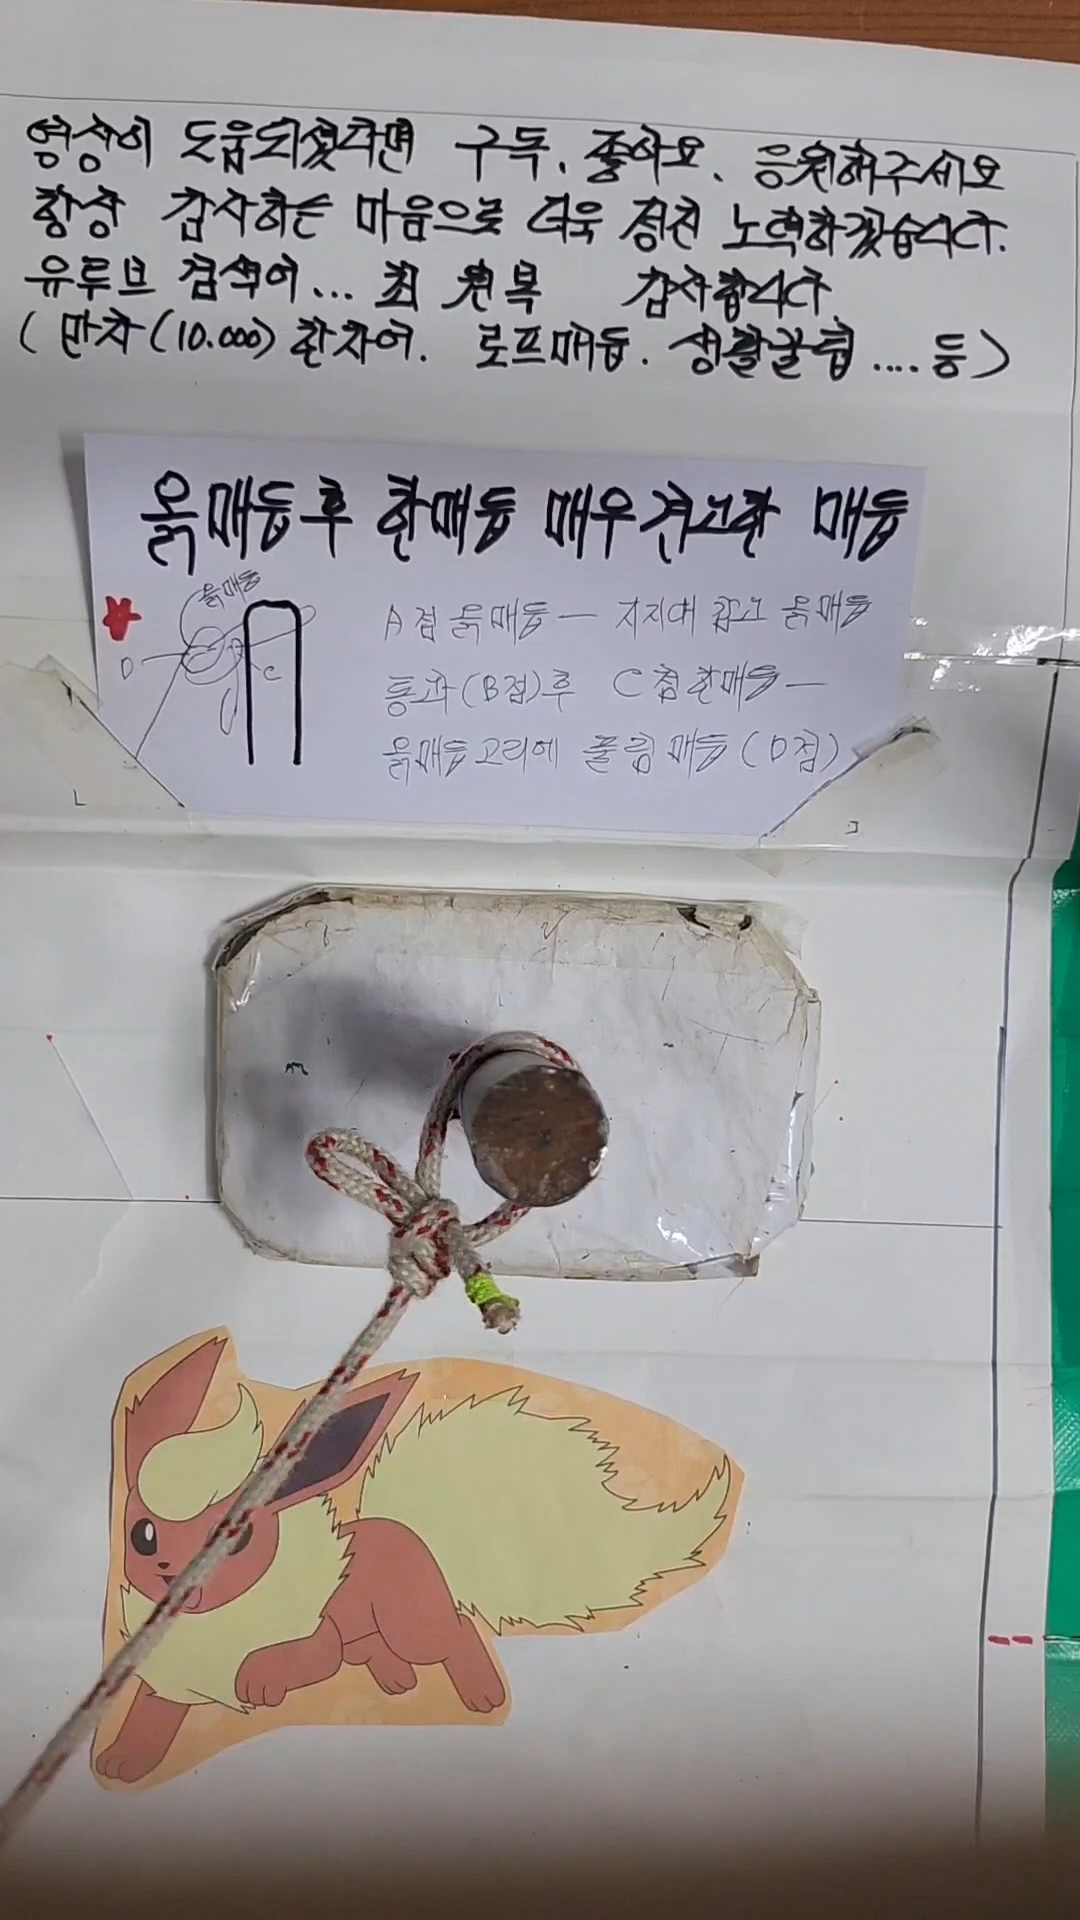 영상이 도움되셨다면 구독. 좋아요. 응원해주세요
항상 감사하는 마음으로 더욱 정진 노력하겠습니다.
유투브 검색어... 최 원복 감사합니다
(만자(10.000) 한자어. 로프매듭. 생활꿀팁 .... 등)
옭매듭후 한매듭 매우견고한 매듭
옭매듭
A점 옭매듭 — 지지대 감고 옭매듭
D
C
통과(B점)후 C점한매듭 —
옭매듭고리에 풀림매듭(D점)